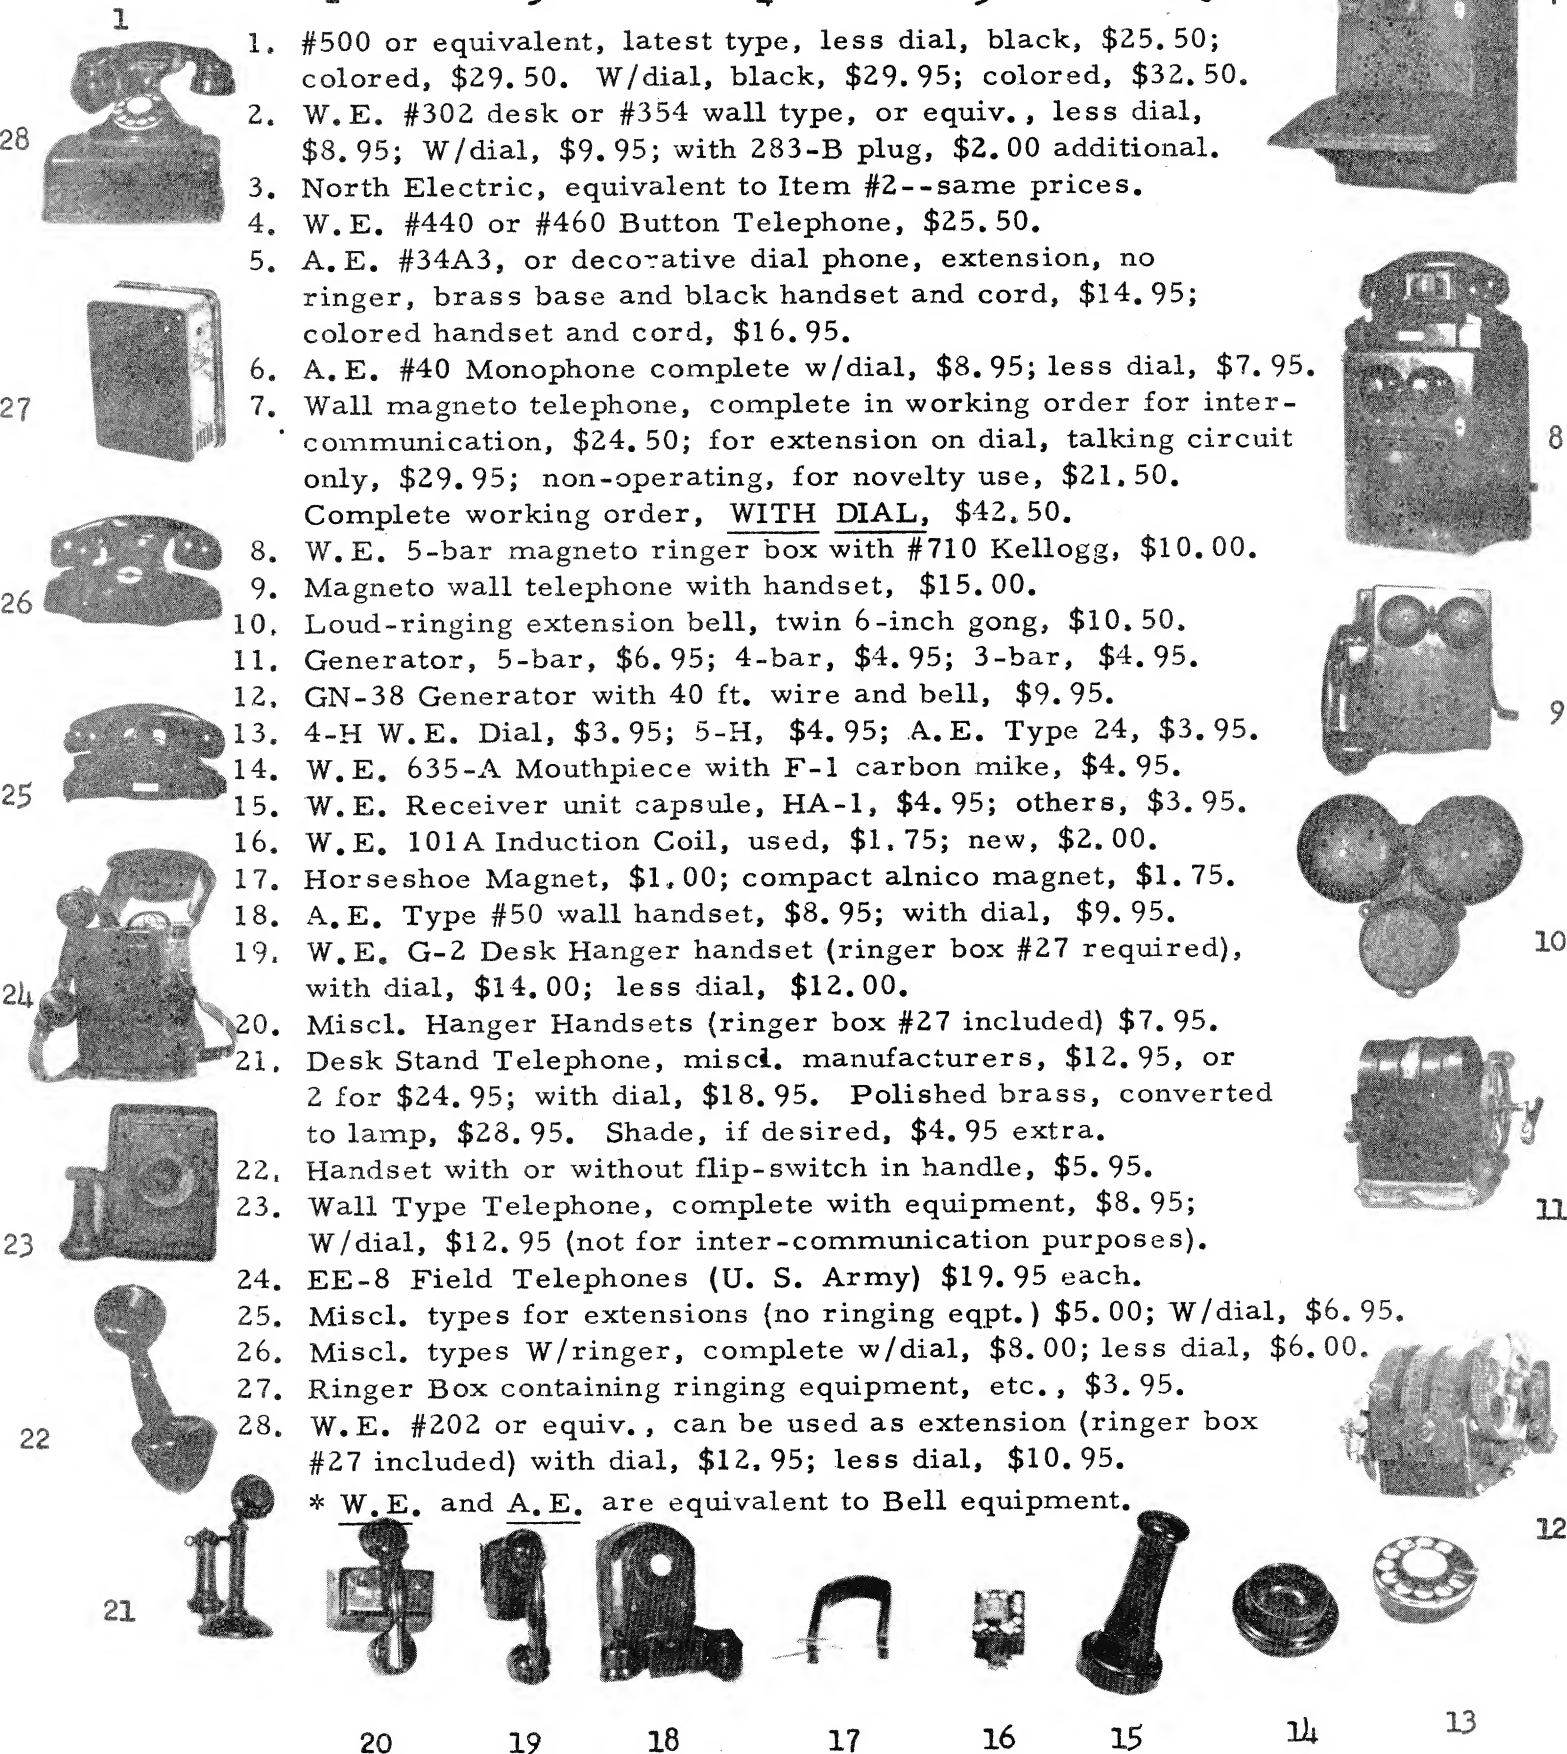 1
1. #500 or equivalent, latest type, less dial, black, $25.50;
colored, $29.50. W/dial, black, $29.95; colored, $32.50.
2. W.E. #302 desk or #354 wall type, or equiv., less dial,
$8.95; W/dial, $9.95; with 283-B plug, $2.00 additional.
3. North Electric, equivalent to Item #2--same prices.
4. W.E. #440 or #460 Button Telephone, $25.50.
5. A.E. #34A3, or decorative dial phone, extension, no
ringer, brass base and black handset and cord, $14.95;
colored handset and cord, $16.95.
6. A.E. #40 Monophone complete w/dial, $8.95; less dial, $7.95.
7. Wall magneto telephone, complete in working order for inter-
communication, $24.50; for extension on dial, talking circuit
only, $29.95; non-operating, for novelty use, $21.50.
Complete working order, WITH DIAL, $42.50.
8. W.E. 5-bar magneto ringer box with #710 Kellogg, $10.00.
9. Magneto wall telephone with handset, $15.00.
10. Loud-ringing extension bell, twin 6-inch gong, $10.50.
11. Generator, 5-bar, $6.95; 4-bar, $4.95; 3-bar, $4.95.
12. GN-38 Generator with 40 ft. wire and bell, $9.95.
13. 4-H W.E. Dial, $3.95; 5-H, $4.95; A.E. Type 24, $3.95.
14. W.E. 635-A Mouthpiece with F-1 carbon mike, $4.95.
15. W.E. Receiver unit capsule, HA-1, $4.95; others, $3.95.
16. W.E. 101A Induction Coil, used, $1.75; new, $2.00.
17. Horseshoe Magnet, $1.00; compact alnico magnet, $1.75.
18. A.E. Type #50 wall handset, $8.95; with dial, $9.95.
19. W.E. G-2 Desk Hanger handset (ringer box #27 required),
with dial, $14.00; less dial, $12.00.
20. Miscl. Hanger Handsets (ringer box #27 included) $7.95.
21. Desk Stand Telephone, miscl. manufacturers, $12.95, or
2 for $24.95; with dial, $18.95. Polished brass, converted
to lamp, $28.95. Shade, if desired, $4.95 extra.
22. Handset with or without flip-switch in handle, $5.95.
23. Wall Type Telephone, complete with equipment, $8.95;
W/dial, $12.95 (not for inter-communication purposes).
24. EE-8 Field Telephones (U. S. Army) $19.95 each.
25. Miscl. types for extensions (no ringing eqpt.) $5.00; W/dial, $6.95.
26. Miscl. types W/ringer, complete w/dial, $8.00; less dial, $6.00.
27. Ringer Box containing ringing equipment, etc., $3.95.
28. W.E. #202 or equiv., can be used as extension (ringer box
#27 included) with dial, $12.95; less dial, $10.95.
* W.E. and A.E. are equivalent to Bell equipment.
28
27
26
25
24
23
22
21
8
9
10
11
12
20 19 18 17 16 15 14 13